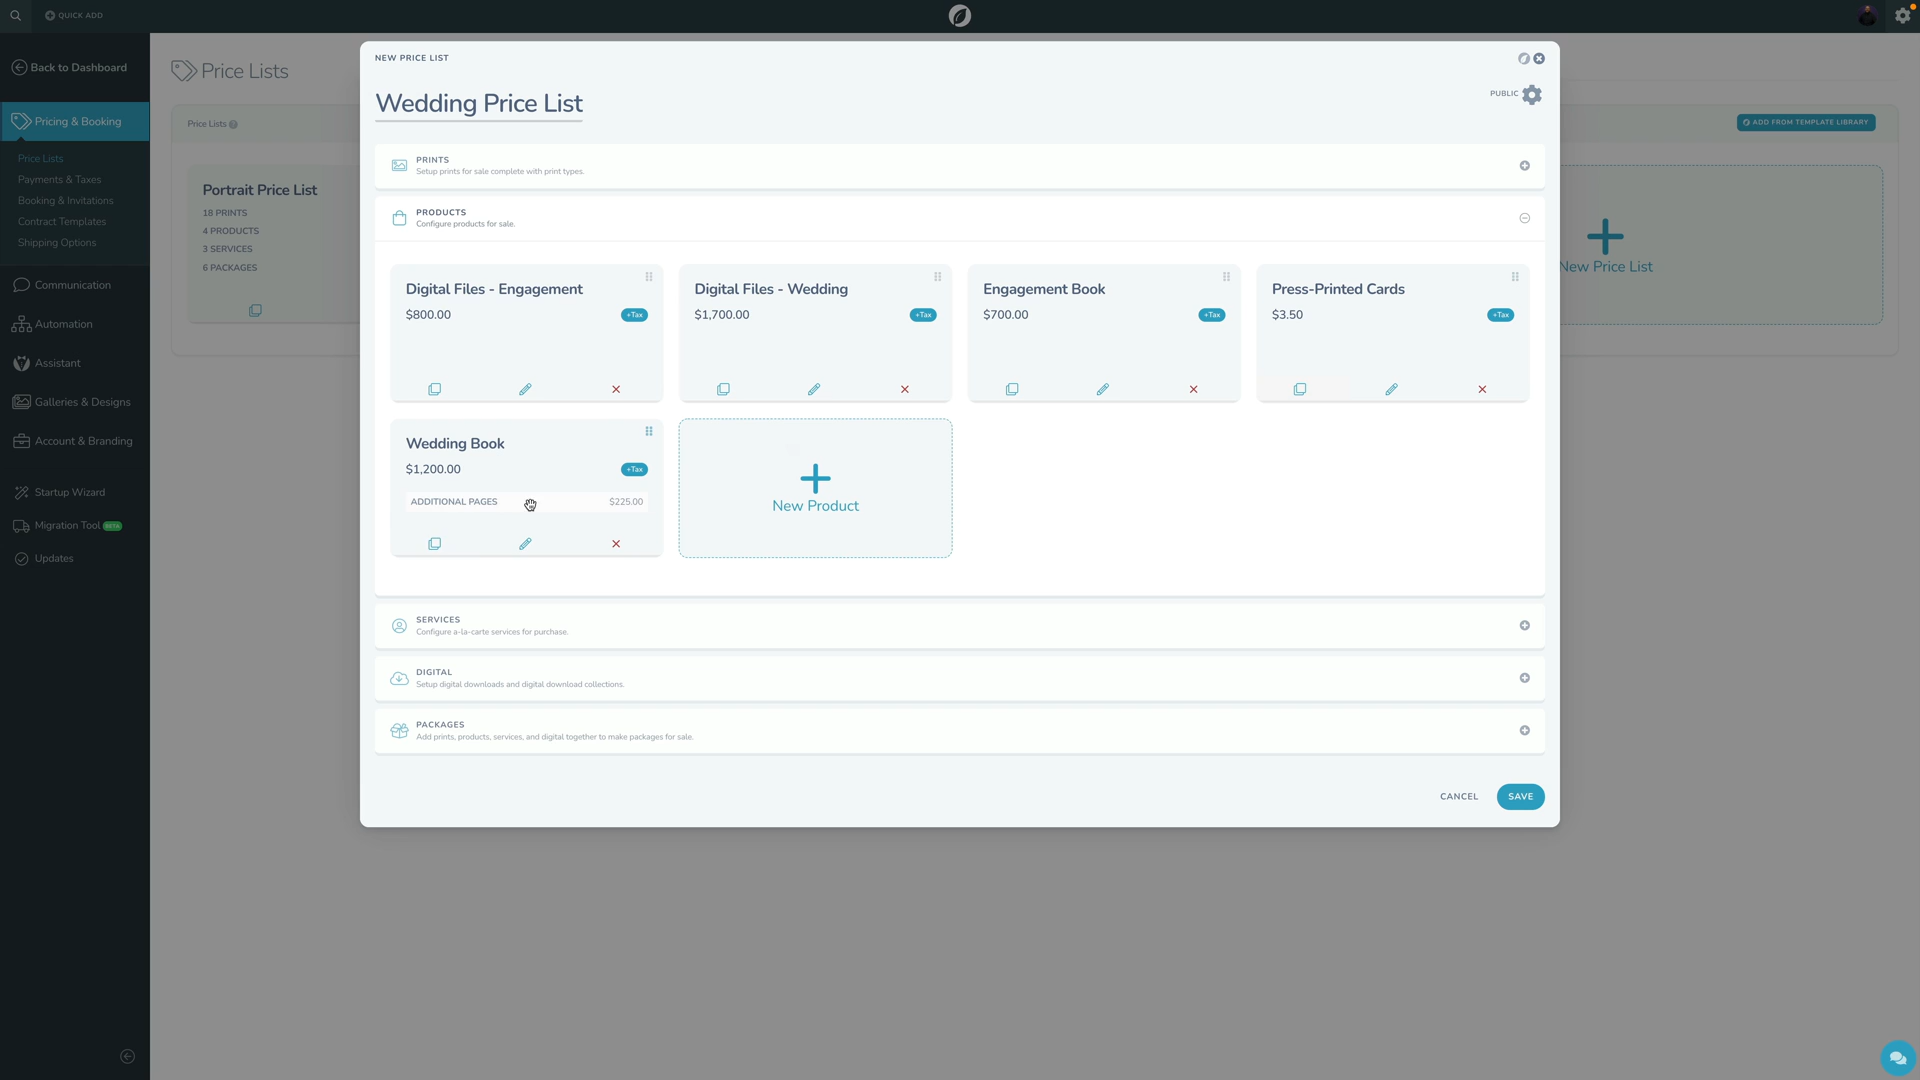 QUICK ADD
Back to Dashboard
Pricing & Booking
Price Lists
Payments & Taxes
Booking & Invitations
Contract Templates
Shipping Options
Communication
Automation
Assistant
Galleries & Designs
Account & Branding
Startup Wizard
Migration Tool BETA
Updates
Price Lists
Price Lists
ADD FROM TEMPLATE LIBRARY
Portrait Price List
18 PRINTS
4 PRODUCTS
3 SERVICES
6 PACKAGES
New Price List
NEW PRICE LIST
Wedding Price List
PUBLIC
PRINTS
Setup prints for sale complete with print types.
PRODUCTS
Configure products for sale.
Digital Files - Engagement
$800.00 +Tax
Digital Files - Wedding
$1,700.00 +Tax
Engagement Book
$700.00 +Tax
Press-Printed Cards
$3.50 +Tax
Wedding Book
$1,200.00 +Tax
ADDITIONAL PAGES $225.00
New Product
SERVICES
Configure a-la-carte services for purchase.
DIGITAL
Setup digital downloads and digital download collections.
PACKAGES
Add prints, products, services, and digital together to make packages for sale.
CANCEL SAVE